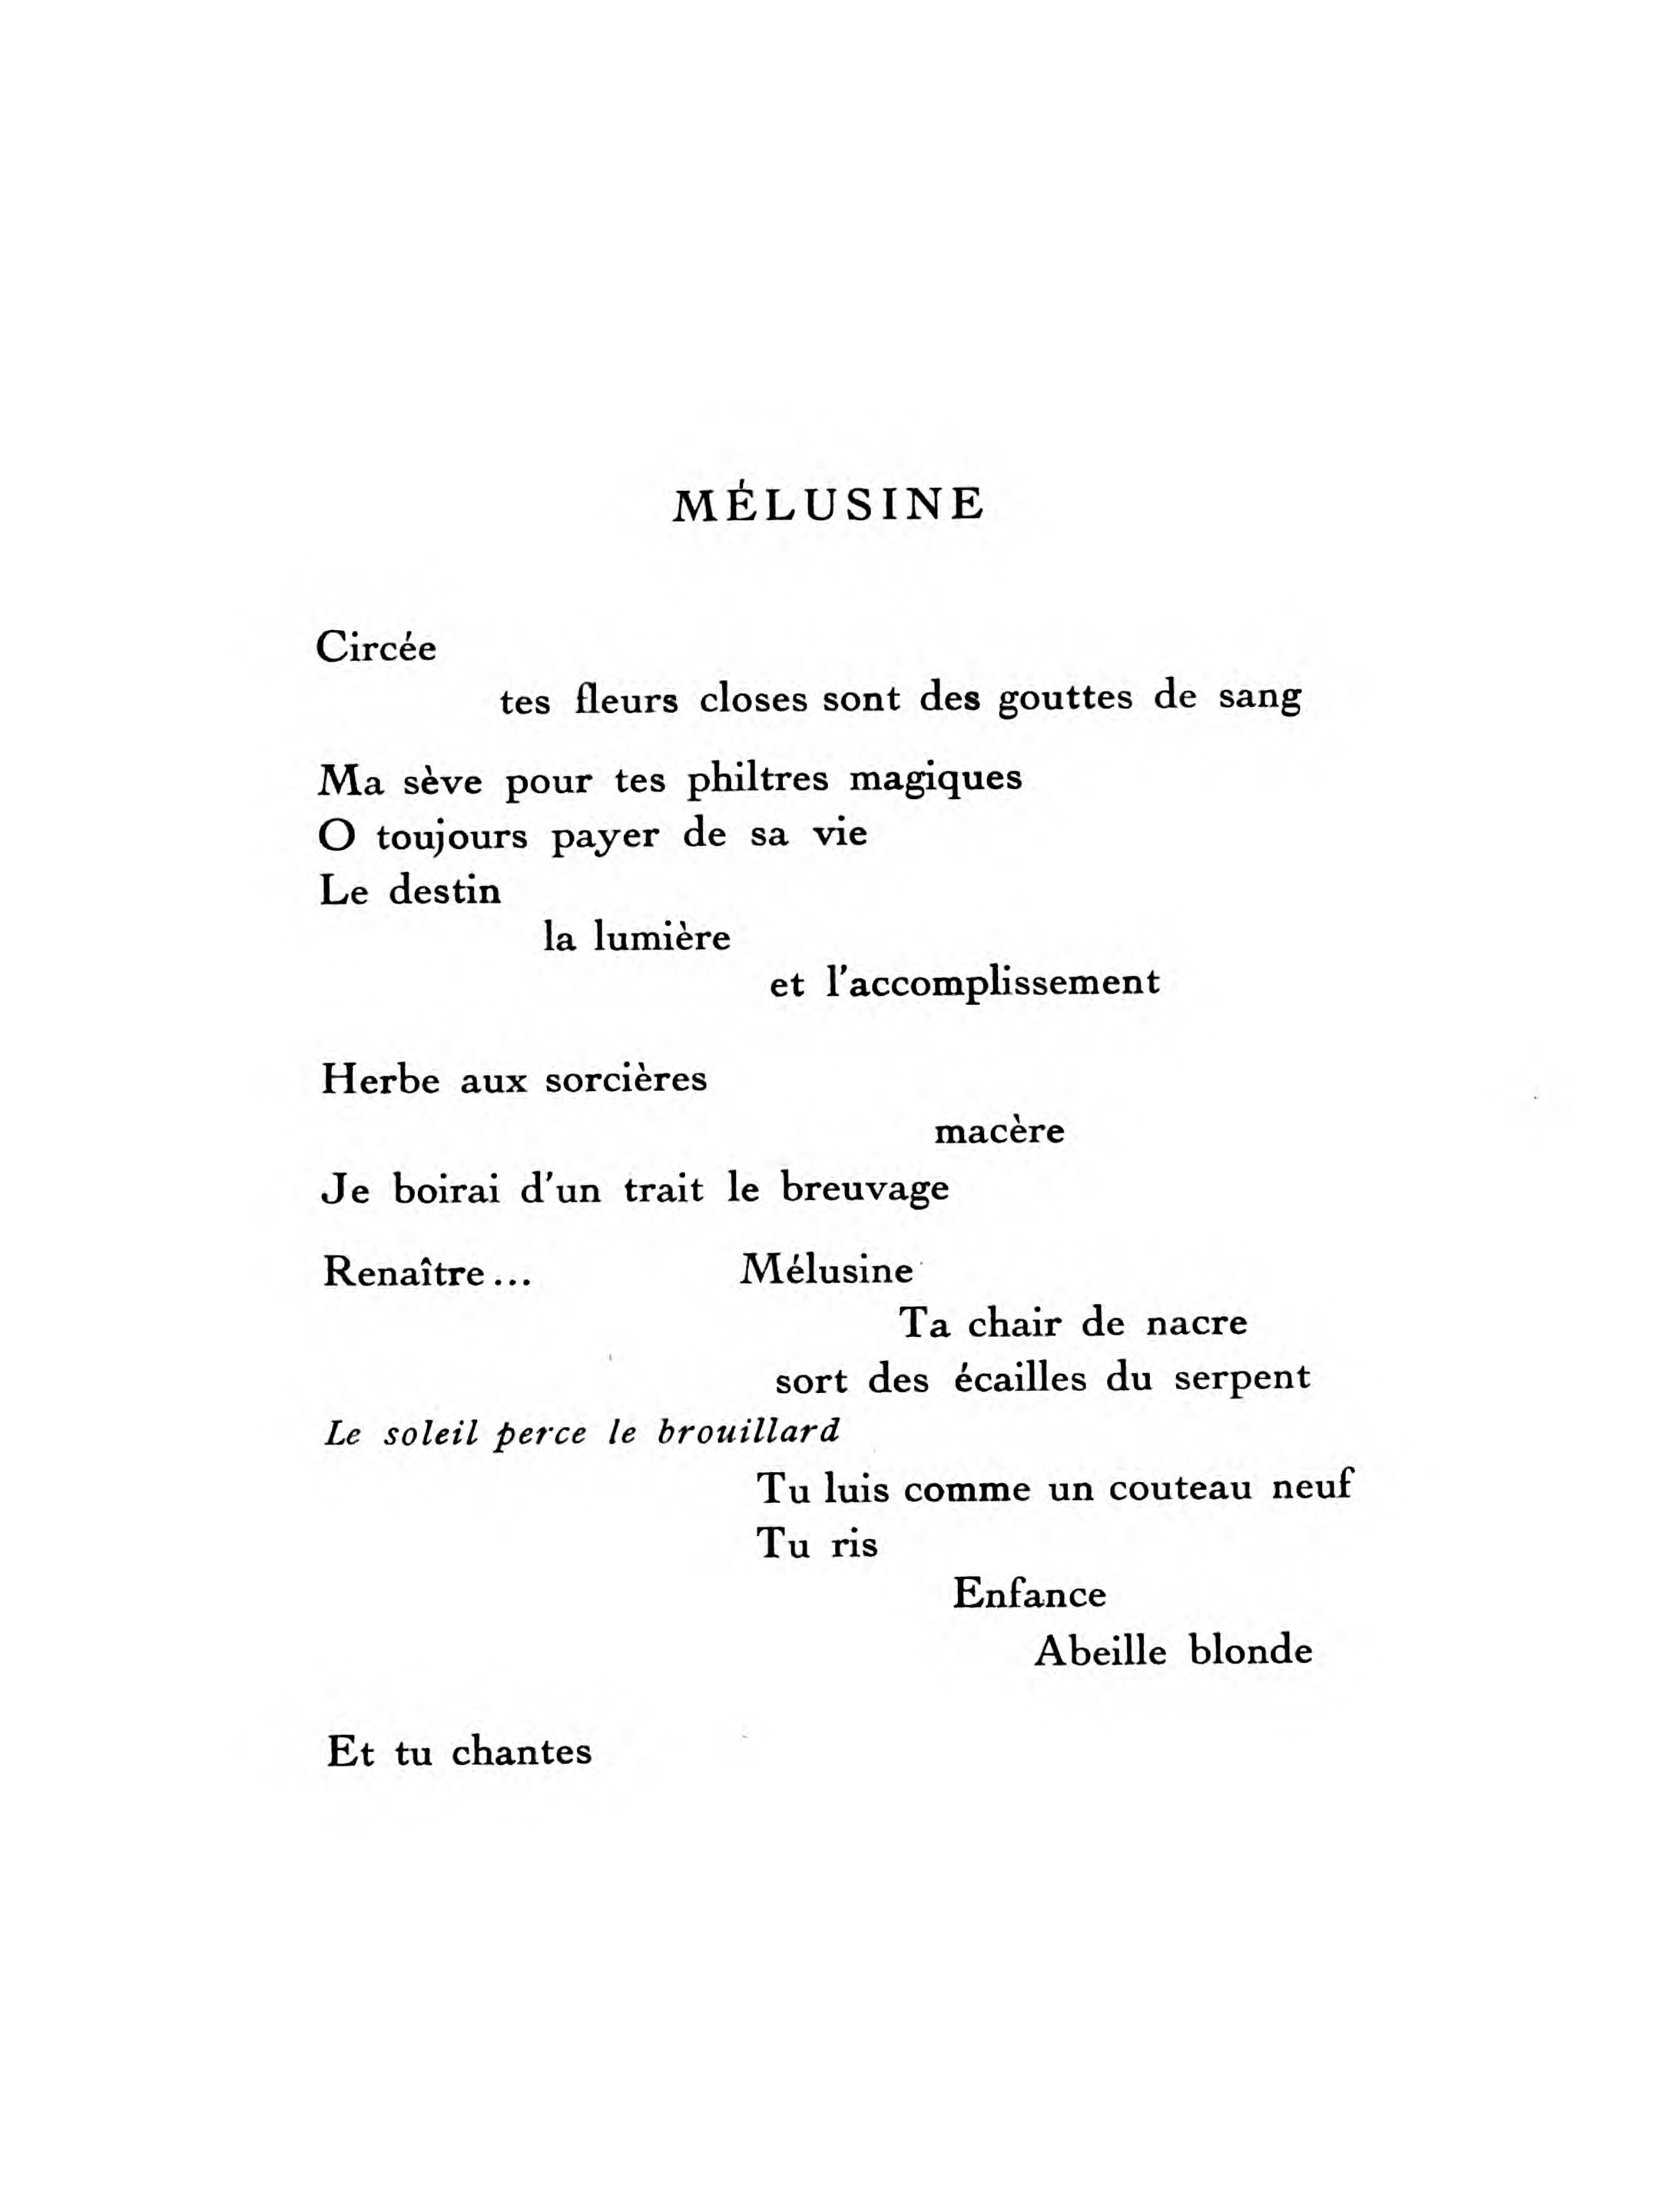 MÉLUSINE
Circée
tes fleurs closes sont des gouttes de sang
Ma sève pour tes philtres magiques
O toujours payer de sa vie
Le destin
la lumière
et l'accomplissement
Herbe aux sorcières
macère
Je boirai d'un trait le breuvage
Renaître... Mélusine
Ta chair de nacre
sort des écailles du serpent
Le soleil perce le brouillard
Tu luis comme un couteau neuf
Tu ris
Enfance
Abeille blonde
Et tu chantes